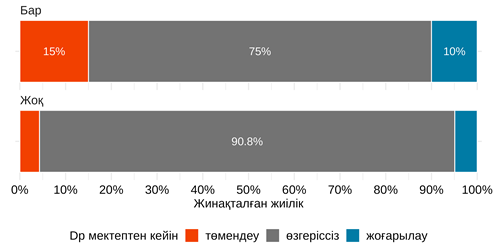 Бар
15% 75% 10%
Жоқ
90.8%
0% 10% 20% 30% 40% 50% 60% 70% 80% 90% 100%
Жинақталған жиілік
Dp мектептен кейін төмендеу өзгеріссіз жоғарылау